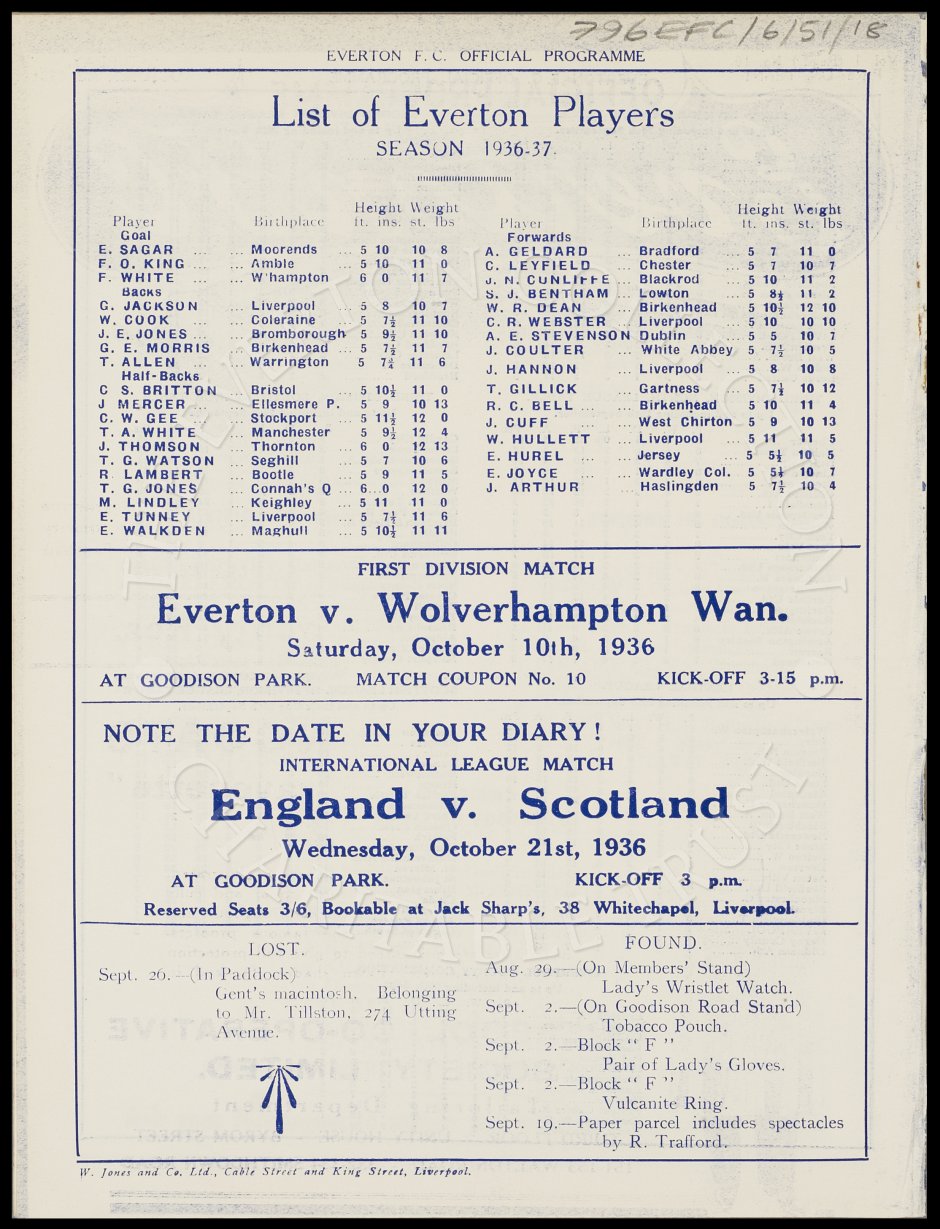 796EFC/6/51/18
EVERTON F.C. OFFICIAL PROGRAMME
List of Everton Players
SEASON 1936-37.
Player Birthplace Height Weight
ft. ins. st. lbs
Goal
E. SAGAR ... Moorends ... 5 10 10 8
F. O. KING ... ... Amble ... 5 10 11 0
F. WHITE ... ... W'hampton ... 6 0 11 7
Backs
G. JACKSON ... Liverpool ... 5 8 10 7
W. COOK ... ... Coleraine ... 5 7½ 11 10
J. E. JONES ... ... Bromborough 5 9½ 11 10
G. E. MORRIS ... Birkenhead ... 5 7½ 11 7
T. ALLEN ... ... Warrington ... 5 7¾ 11 6
Half-Backs
C S. BRITTON ... Bristol ... 5 10½ 11 0
J MERCER ... ... Ellesmere P. ... 5 9 10 13
C. W. GEE ... ... Stockport ... 5 11½ 12 0
T. A. WHITE ... Manchester ... 5 9½ 12 4
J. THOMSON ... Thornton ... 6 0 12 13
T. G. WATSON ... Seghill ... 5 7 10 6
R. LAMBERT ... Bootle ... 5 9 11 5
T. G. JONES ... Connah's Q ... 6 0 12 0
M. LINDLEY ... Keighley ... 5 11 11 0
E. TUNNEY ... Liverpool ... 5 7½ 11 6
E. WALKDEN ... Maghull ... 5 10½ 11 11
Player Birthplace Height Weight
ft. ins. st. lbs
Forwards
A. GELDARD ... Bradford ... 5 7 11 0
C. LEYFIELD ... Chester ... 5 7 10 7
J. N. CUNLIFFE ... Blackrod ... 5 10 11 2
S. J. BENTHAM ... Lowton ... 5 8½ 11 2
W. R. DEAN ... Birkenhead ... 5 10½ 12 10
C. R. WEBSTER ... Liverpool ... 5 10 10 10
A. E. STEVENSON Dublin ... 5 5 10 7
J. COULTER ... White Abbey ... 5 7½ 10 5
J. HANNON ... Liverpool ... 5 8 10 8
T. GILLICK ... Gartness ... 5 7½ 10 12
R. C. BELL ... ... Birkenhead ... 5 10 11 4
J. CUFF ... ... West Chirton ... 5 9 10 13
W. HULLETT ... Liverpool ... 5 11 11 5
E. HUREL ... ... Jersey ... 5 5½ 10 5
E. JOYCE ... ... Wardley Col. ... 5 5½ 10 7
J. ARTHUR ... Haslingden ... 5 7½ 10 4
FIRST DIVISION MATCH
Everton v. Wolverhampton Wan.
Saturday, October 10th, 1936
AT GOODISON PARK. MATCH COUPON No. 10 KICK-OFF 3-15 p.m.
NOTE THE DATE IN YOUR DIARY!
INTERNATIONAL LEAGUE MATCH
England v. Scotland
Wednesday, October 21st, 1936
AT GOODISON PARK. KICK-OFF 3 p.m.
Reserved Seats 3/6, Bookable at Jack Sharp's, 38 Whitechapel, Liverpool.
LOST.
Sept. 26.—(In Paddock)
Gent's macintosh. Belonging
to Mr. Tillston, 274 Utting
Avenue.
FOUND.
Aug. 29.—(On Members' Stand)
Lady's Wristlet Watch.
Sept. 2.—(On Goodison Road Stand)
Tobacco Pouch.
Sept. 2.—Block "F"
Pair of Lady's Gloves.
Sept. 2.—Block "F"
Vulcanite Ring.
Sept. 19.—Paper parcel includes spectacles
by R. Trafford.
W. Jones and Co. Ltd., Cable Street and King Street, Liverpool.
THE EVERTON COLLECTION
CHARITABLE TRUST